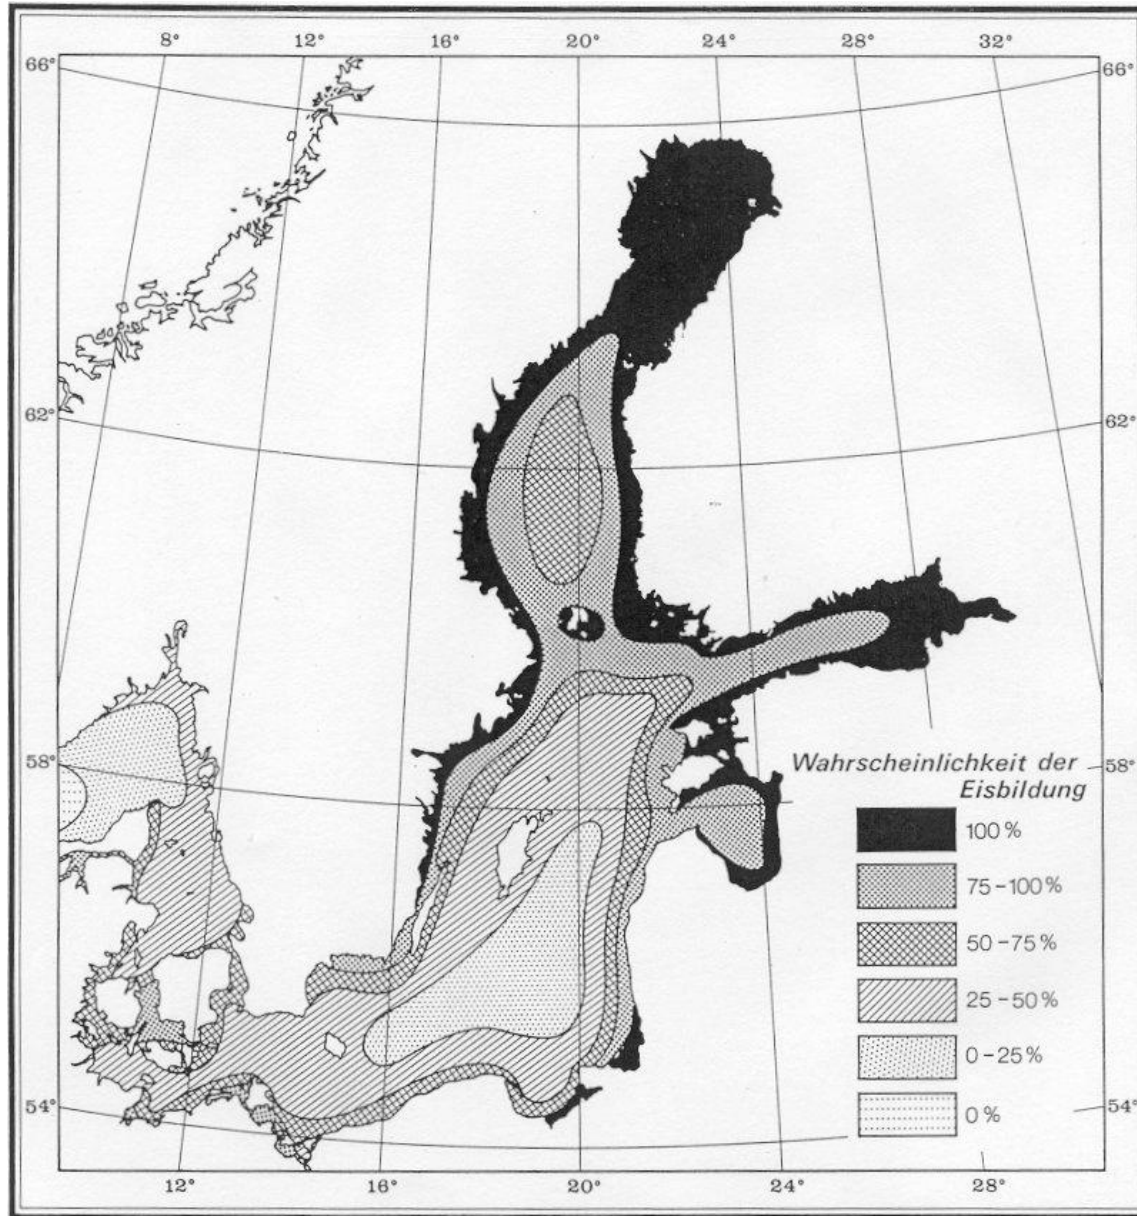 8° 12° 16° 20° 24° 28° 32°
66° 66°
62° 62°
58° 58°
Wahrscheinlichkeit der
Eisbildung
100 %
75 – 100 %
50 – 75 %
25 – 50 %
0 – 25 %
0 %
54° 54°
12° 16° 20° 24° 28°